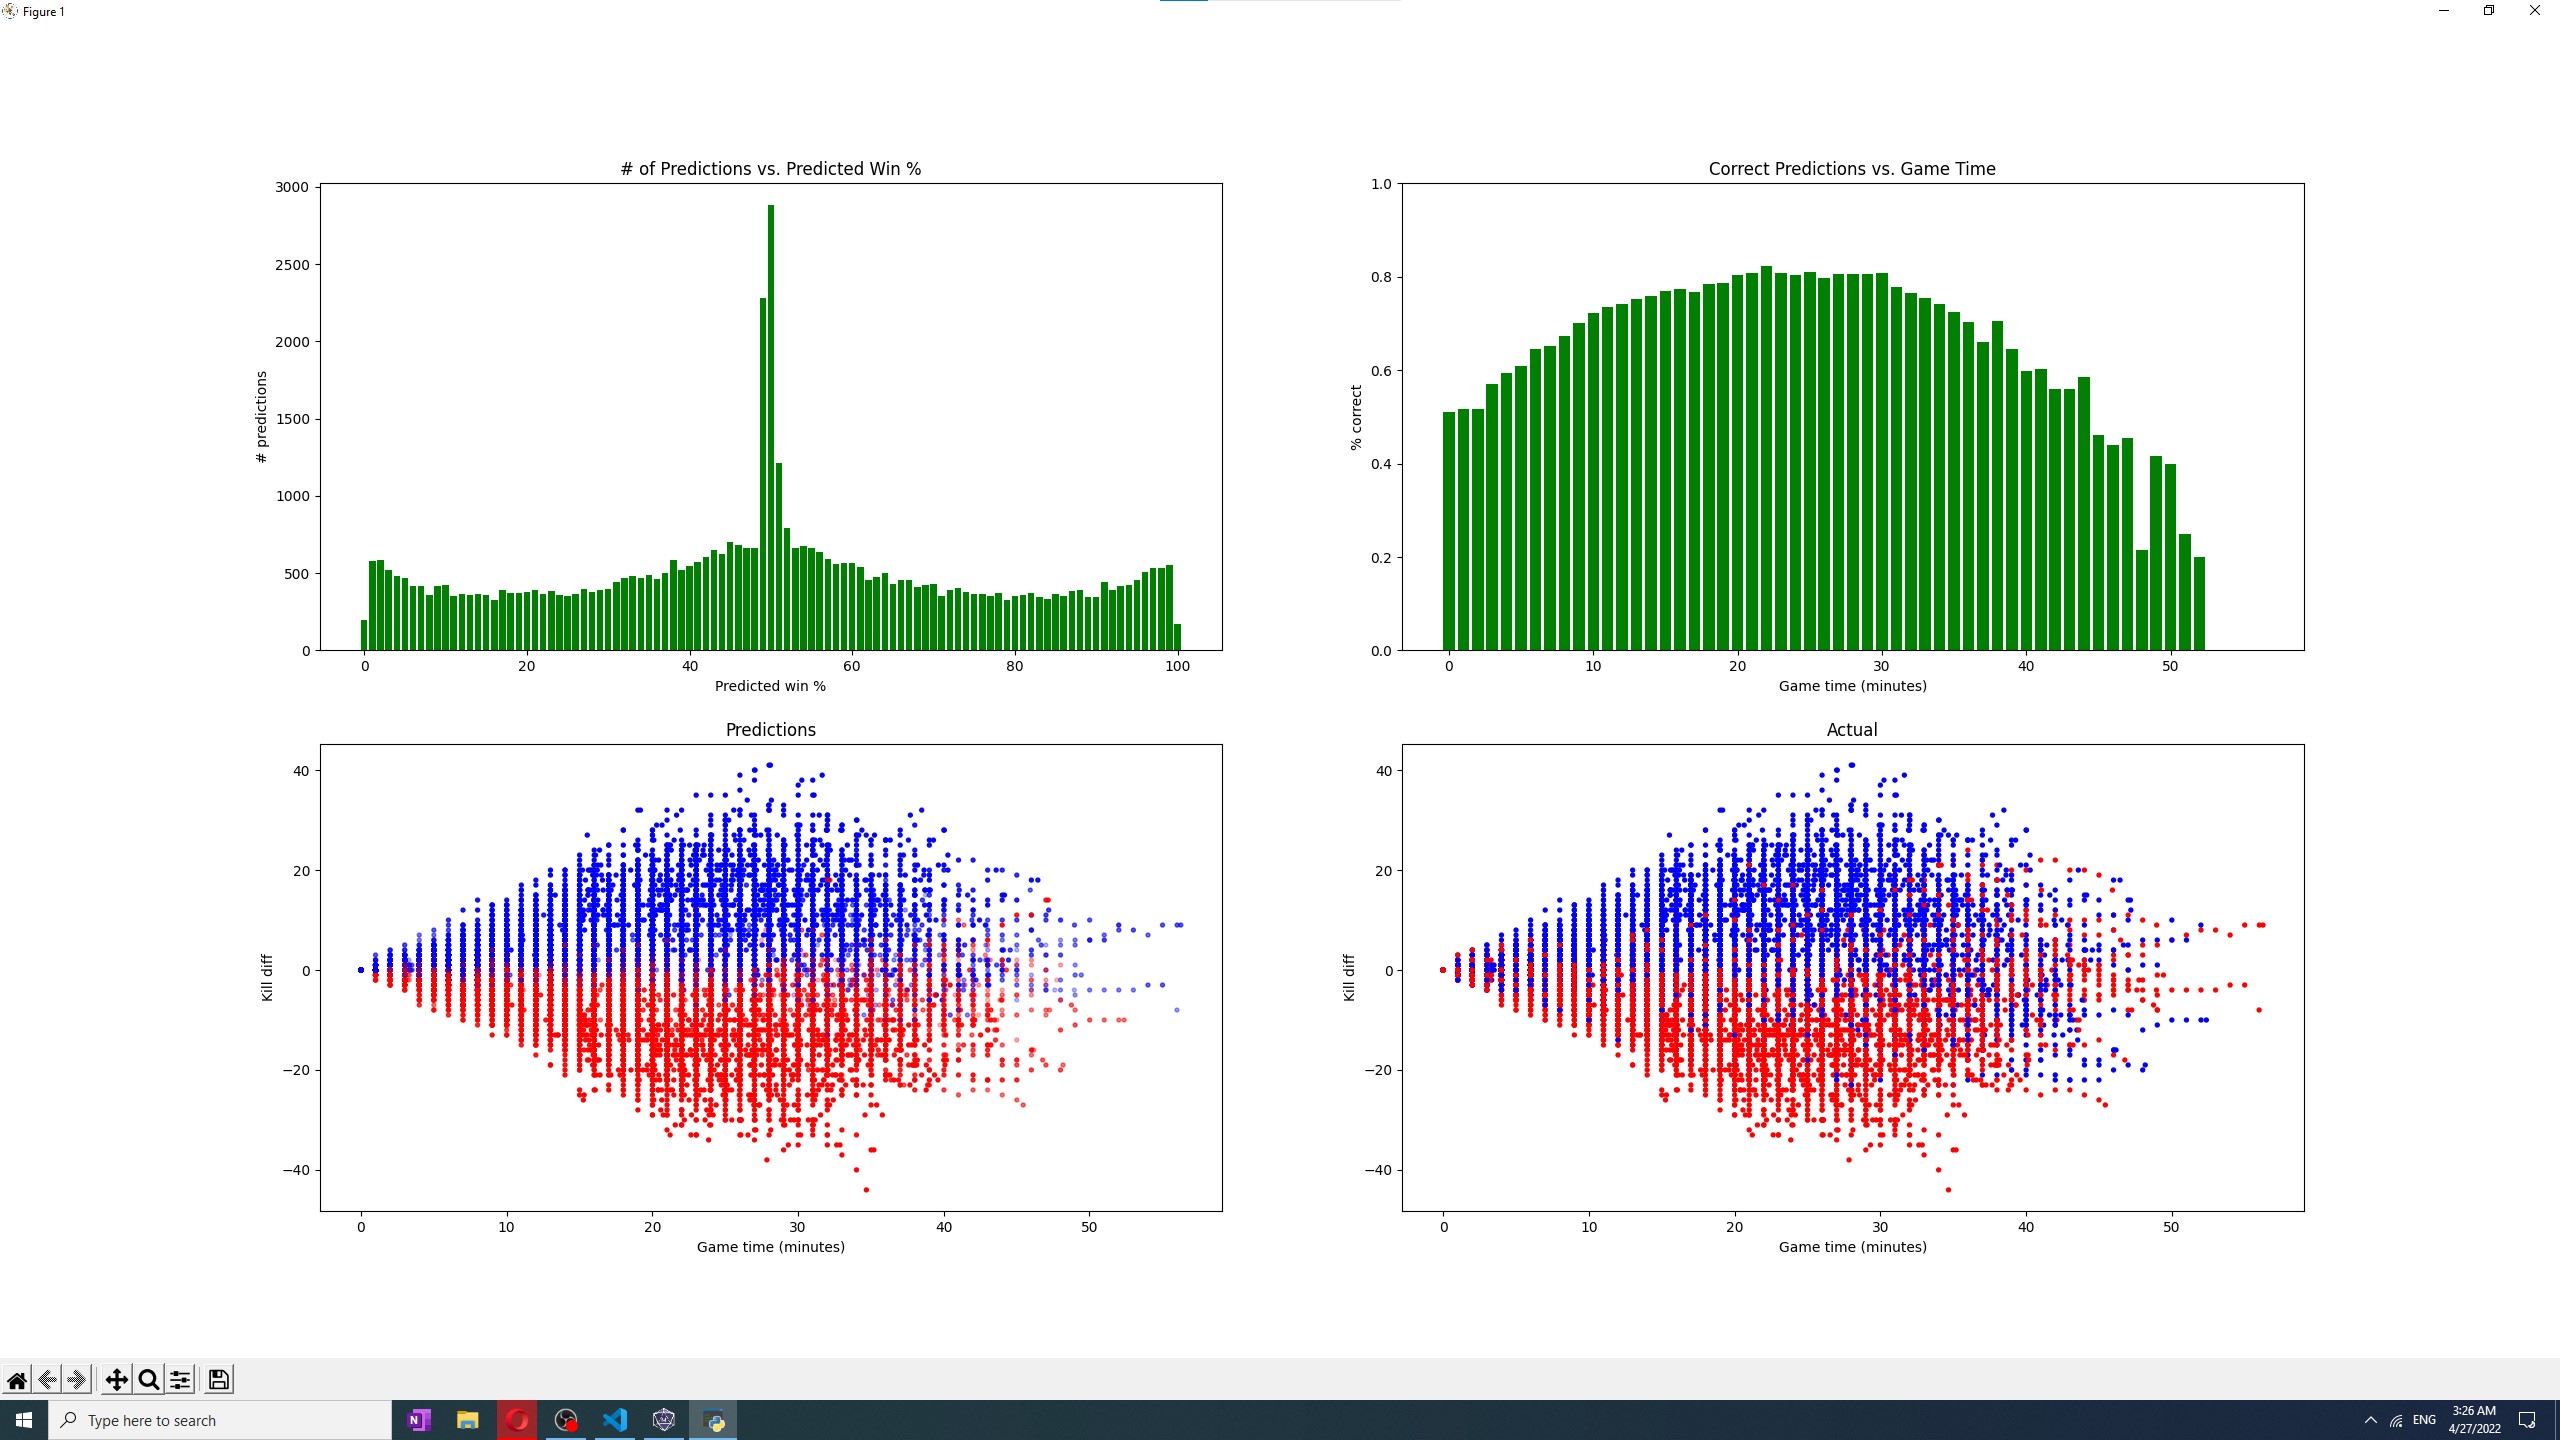 Figure 1
# of Predictions vs. Predicted Win %
3000
2500
2000
1500
1000
500
0
# predictions
0 20 40 60 80 100
Predicted win %
Correct Predictions vs. Game Time
1.0
0.8
0.6
0.4
0.2
0.0
% correct
0 10 20 30 40 50
Game time (minutes)
Predictions
40
20
0
−20
−40
Kill diff
0 10 20 30 40 50
Game time (minutes)
Actual
40
20
0
−20
−40
Kill diff
0 10 20 30 40 50
Game time (minutes)
Type here to search
N
ENG
3:26 AM
4/27/2022